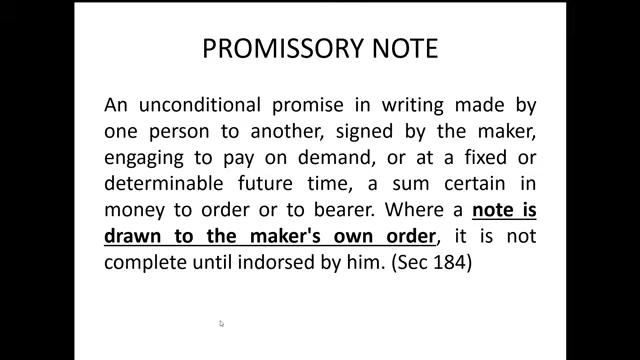 PROMISSORY NOTE
An unconditional promise in writing made by
one person to another, signed by the maker,
engaging to pay on demand, or at a fixed or
determinable future time, a sum certain in
money to order or to bearer. Where a note is
drawn to the maker's own order, it is not
complete until indorsed by him. (Sec 184)